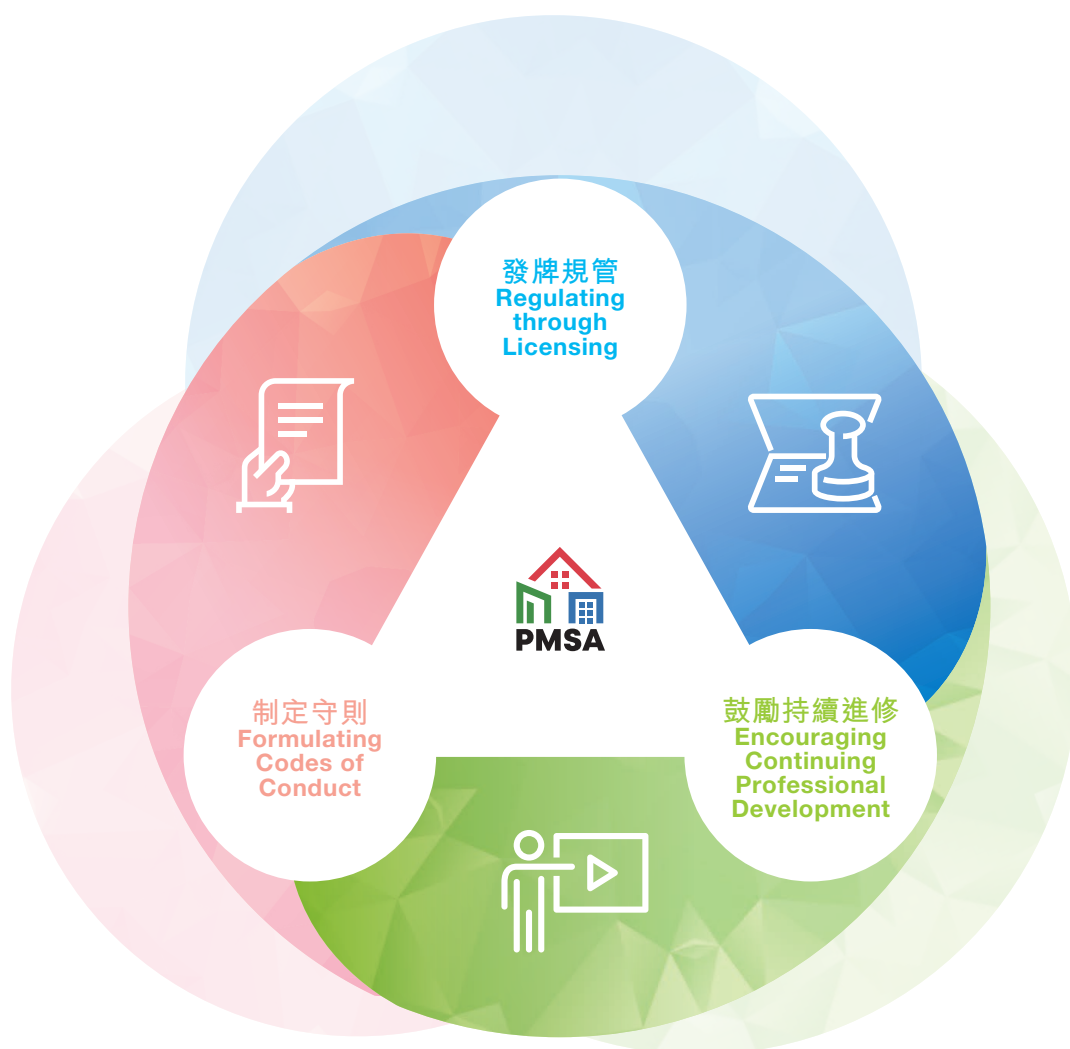 發牌規管
Regulating
through
Licensing
PMSA
制定守則
Formulating
Codes of
Conduct
鼓勵持續進修
Encouraging
Continuing
Professional
Development